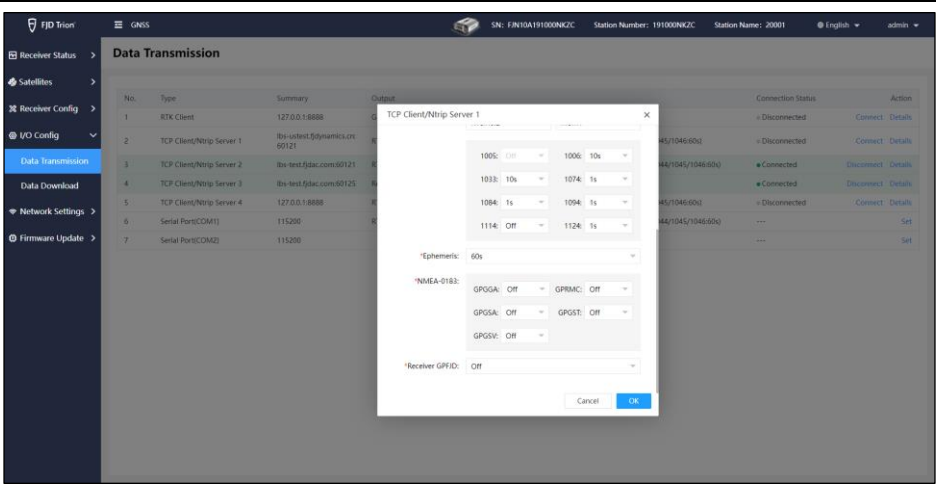 FJD Trion
GNSS
SN: FJN10A191000NKZC
Station Number: 191000NKZC
Station Name: 20001
English
admin
Receiver Status
Satellites
Receiver Config
I/O Config
Data Transmission
Data Download
Network Settings
Firmware Update
Data Transmission
No. Type Summary Output Connection Status Action
1 RTK Client 127.0.0.1:8888 Disconnected Connect Details
2 TCP Client/Ntrip Server 1 lbs-ustest.fjdynamics.cn:
60121 45/1046:60s) Disconnected Connect Details
3 TCP Client/Ntrip Server 2 lbs-test.fjdac.com:60121 44/1045/1046:60s) Connected Disconnect Details
4 TCP Client/Ntrip Server 3 lbs-test.fjdac.com:60125 Connected Disconnect Details
5 TCP Client/Ntrip Server 4 127.0.0.1:8888 45/1046:60s) Disconnected Connect Details
6 Serial Port(COM1) 115200 44/1045/1046:60s) --- Set
7 Serial Port(COM2) 115200 --- Set
TCP Client/Ntrip Server 1
1005: Off 1006: 10s
1033: 10s 1074: 1s
1084: 1s 1094: 1s
1114: Off 1124: 1s
*Ephemeris: 60s
*NMEA-0183:
GPGGA: Off GPRMC: Off
GPGSA: Off GPGST: Off
GPGSV: Off
*Receiver GPFJD: Off
Cancel OK